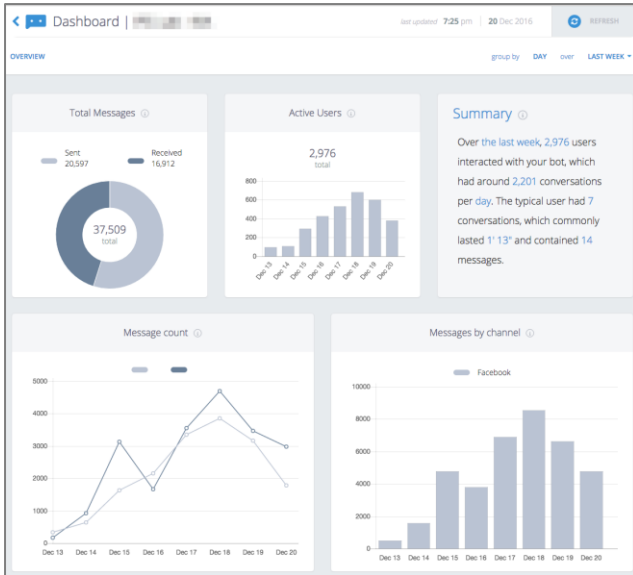 Dashboard |
last updated 7:25 pm | 20 Dec 2016
REFRESH
OVERVIEW
group by DAY over LAST WEEK
Total Messages
Sent
20,597
Received
16,912
37,509
total
Active Users
2,976
total
800
600
400
200
0
Dec 13
Dec 14
Dec 15
Dec 16
Dec 17
Dec 18
Dec 19
Dec 20
Summary
Over the last week, 2,976 users
interacted with your bot, which
had around 2,201 conversations
per day. The typical user had 7
conversations, which commonly
lasted 1' 13" and contained 14
messages.
Message count
5000
4000
3000
2000
1000
0
Dec 13 Dec 14 Dec 15 Dec 16 Dec 17 Dec 18 Dec 19 Dec 20
Messages by channel
Facebook
10000
8000
6000
4000
2000
0
Dec 13 Dec 14 Dec 15 Dec 16 Dec 17 Dec 18 Dec 19 Dec 20